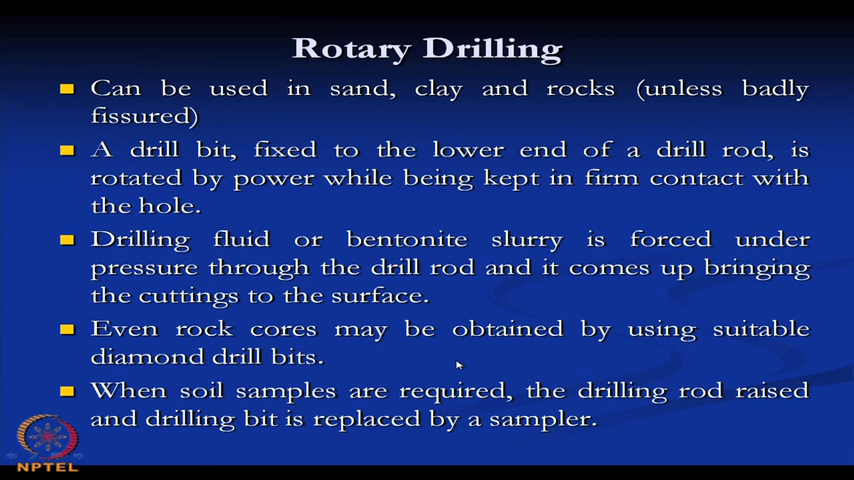 Rotary Drilling
Can be used in sand, clay and rocks (unless badly
fissured)
A drill bit, fixed to the lower end of a drill rod, is
rotated by power while being kept in firm contact with
the hole.
Drilling fluid or bentonite slurry is forced under
pressure through the drill rod and it comes up bringing
the cuttings to the surface.
Even rock cores may be obtained by using suitable
diamond drill bits.
When soil samples are required, the drilling rod raised
and drilling bit is replaced by a sampler.
NPTEL